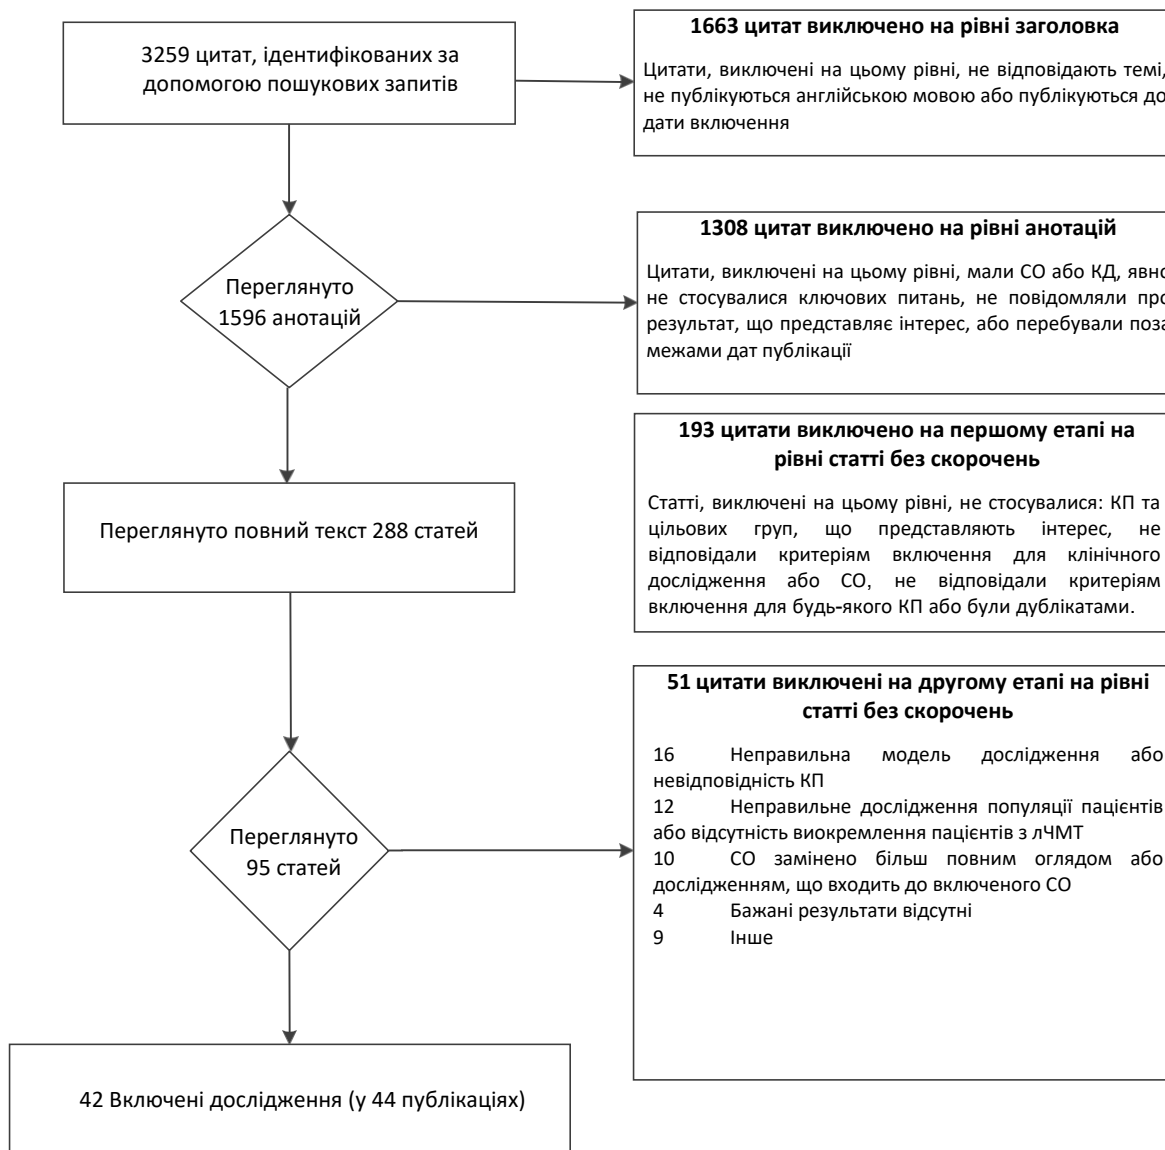 3259 цитат, ідентифікованих за
допомогою пошукових запитів
1663 цитат виключено на рівні заголовка
Цитати, виключені на цьому рівні, не відповідають темі,
не публікуються англійською мовою або публікуються до
дати включення
Переглянуто
1596 анотацій
1308 цитат виключено на рівні анотацій
Цитати, виключені на цьому рівні, мали СО або КД, явно
не стосувалися ключових питань, не повідомляли про
результат, що представляє інтерес, або перебували поза
межами дат публікації
Переглянуто повний текст 288 статей
193 цитати виключено на першому етапі на
рівні статті без скорочень
Статті, виключені на цьому рівні, не стосувалися: КП та
цільових груп, що представляють інтерес, не
відповідали критеріям включення для клінічного
дослідження або СО, не відповідали критеріям
включення для будь-якого КП або були дублікатами.
Переглянуто
95 статей
51 цитати виключені на другому етапі на рівні
статті без скорочень
16 Неправильна модель дослідження або
невідповідність КП
12 Неправильне дослідження популяції пацієнтів
або відсутність виокремлення пацієнтів з лЧМТ
10 СО замінено більш повним оглядом або
дослідженням, що входить до включеного СО
4 Бажані результати відсутні
9 Інше
42 Включені дослідження (у 44 публікаціях)